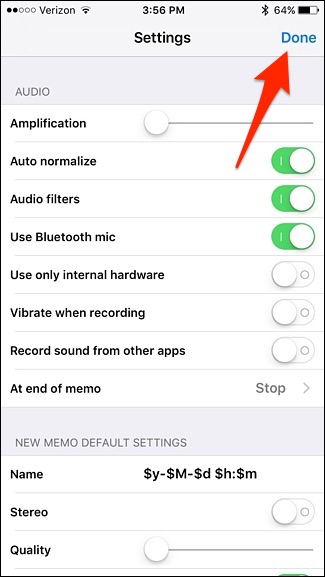 Verizon 3:56 PM 64%
Settings Done
AUDIO
Amplification
Auto normalize
Audio filters
Use Bluetooth mic
Use only internal hardware
Vibrate when recording
Record sound from other apps
At end of memo Stop
NEW MEMO DEFAULT SETTINGS
Name $y-$M-$d $h:$m
Stereo
Quality